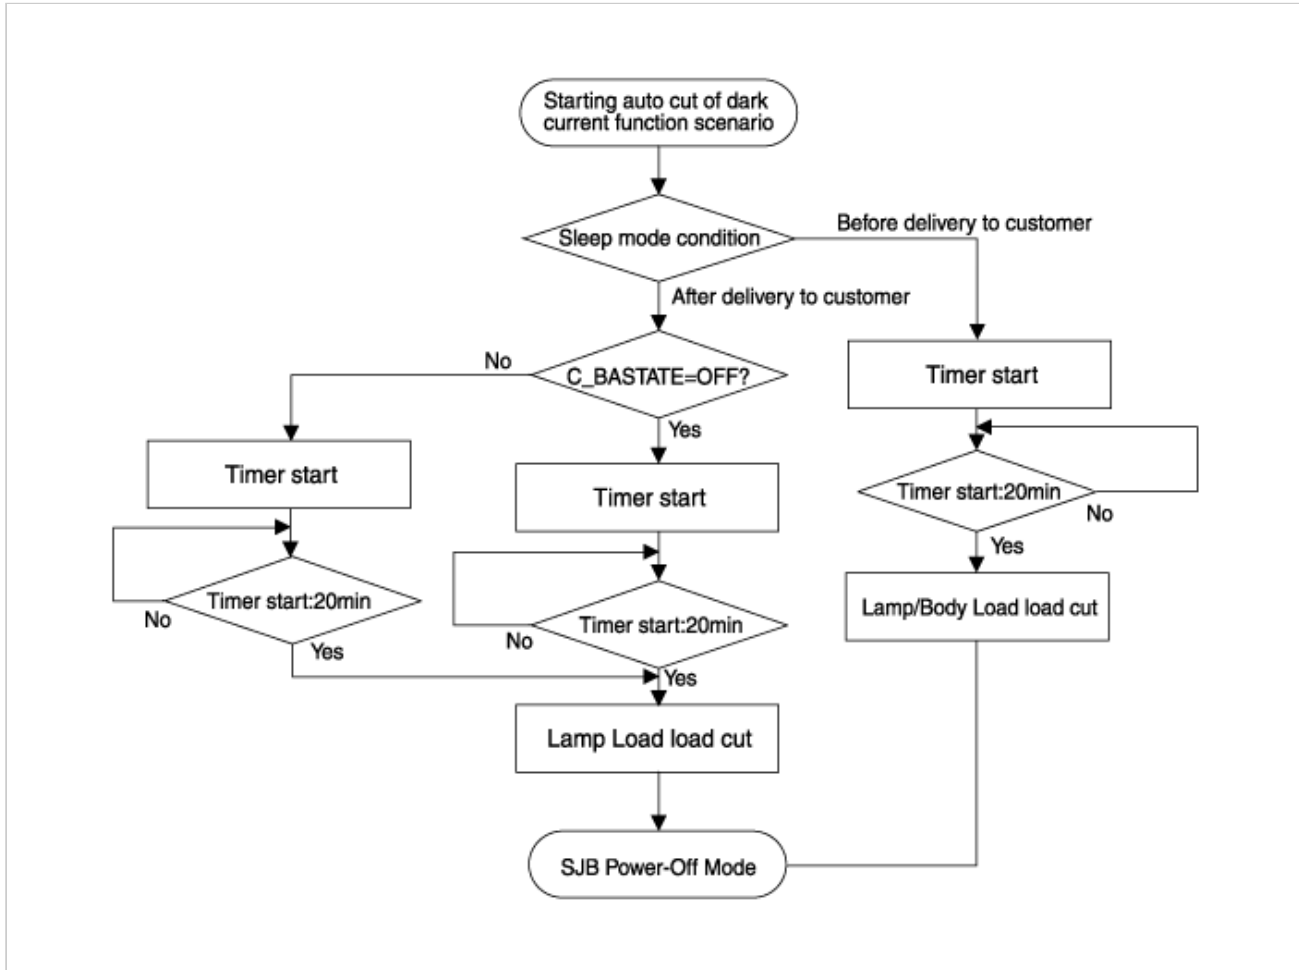 Starting auto cut of dark
current function scenario
Sleep mode condition
Before delivery to customer
After delivery to customer
No
C_BASTATE=OFF?
Timer start
Yes
Timer start
Timer start
Timer start:20min
No
Yes
Timer start:20min
No
Yes
Timer start:20min
No
Yes
Lamp/Body Load load cut
Lamp Load load cut
SJB Power-Off Mode